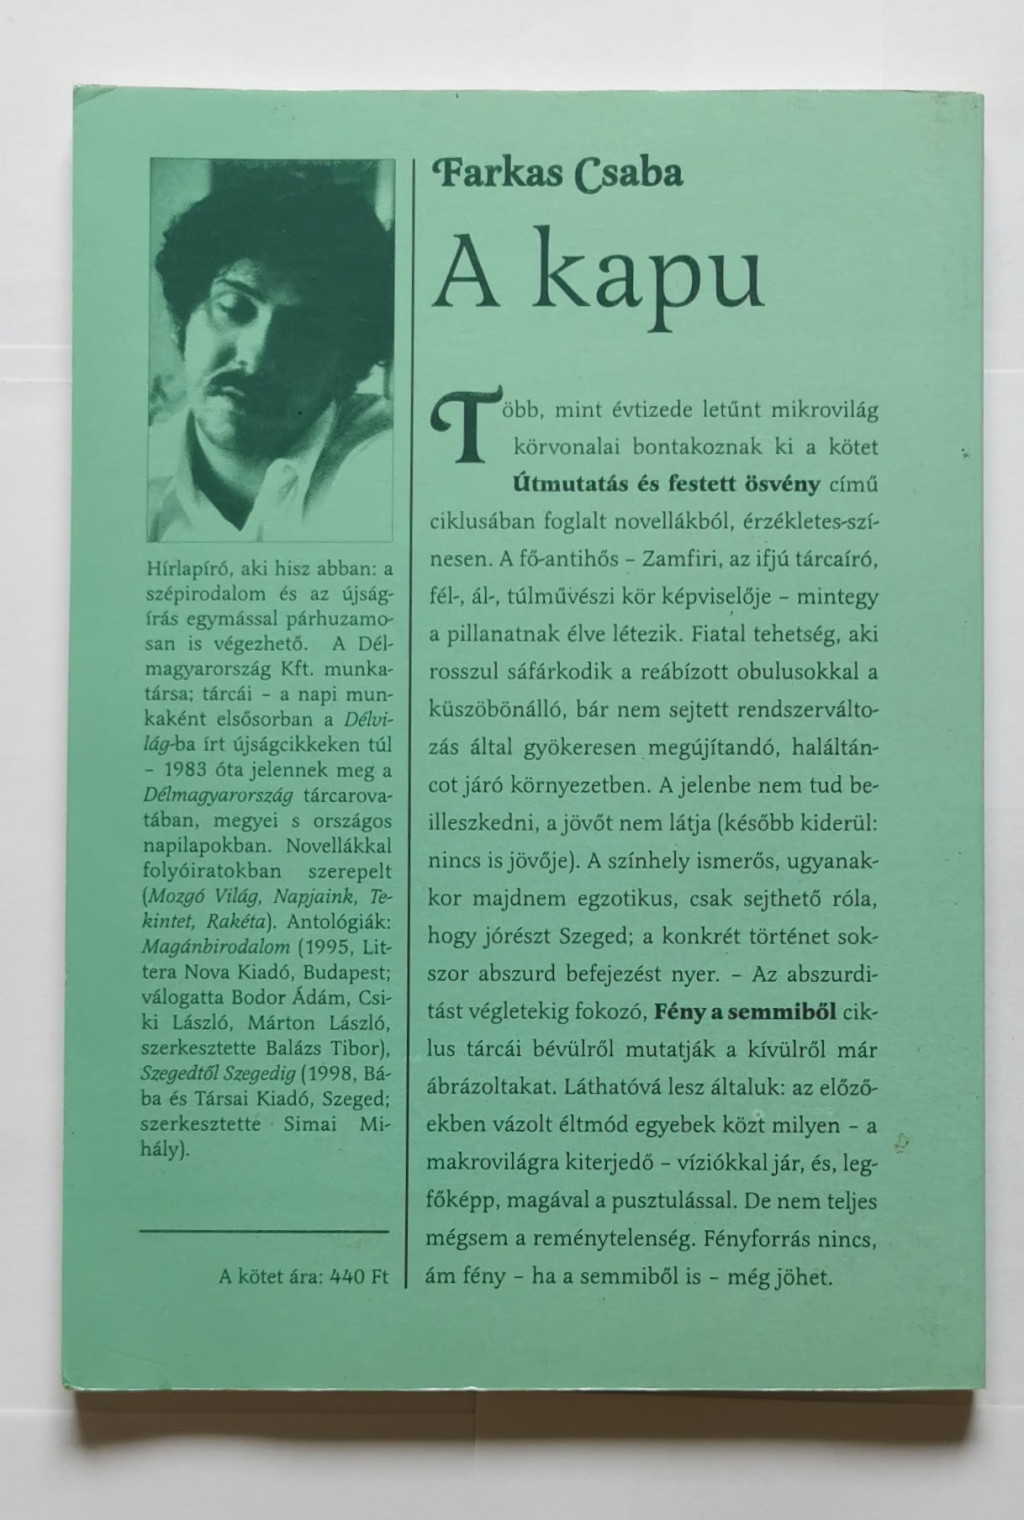 Farkas Csaba
A kapu
Több, mint évtizede letűnt mikrovilág
körvonalai bontakoznak ki a kötet
Útmutatás és festett ösvény című
ciklusában foglalt novellákból, érzékletes-szí-
nesen. A fő-antihős – Zamfiri, az ifjú tárcaíró,
fél-, ál-, túlművészi kör képviselője – mintegy
a pillanatnak élve létezik. Fiatal tehetség, aki
rosszul sáfárkodik a reábízott obulusokkal a
küszöbönálló, bár nem sejtett rendszerválto-
zás által gyökeresen megújítandó, haláltán-
cot járó környezetben. A jelenbe nem tud be-
illeszkedni, a jövőt nem látja (később kiderül:
nincs is jövője). A színhely ismerős, ugyanak-
kor majdnem egzotikus, csak sejthető róla,
hogy jórészt Szeged; a konkrét történet sok-
szor abszurd befejezést nyer. – Az abszurdi-
tást végletekig fokozó, Fény a semmiből cik-
lus tárcái bévülről mutatják a kívülről már
ábrázoltakat. Láthatóvá lesz általuk: az előző-
ekben vázolt éltmód egyebek közt milyen – a
makrovilágra kiterjedő – víziókkal jár, és, leg-
főképp, magával a pusztulással. De nem teljes
mégsem a reménytelenség. Fényforrás nincs,
ám fény – ha a semmiből is – még jöhet.
Hírlapíró, aki hisz abban: a
szépirodalom és az újság-
írás egymással párhuzamo-
san is végezhető. A Dél-
magyarország Kft. munka-
társa; tárcái – a napi mun-
kaként elsősorban a Délvi-
lág-ba írt újságcikkeken túl
– 1983 óta jelennek meg a
Délmagyarország tárcarova-
tában, megyei s országos
napilapokban. Novellákkal
folyóiratokban szerepelt
(Mozgó Világ, Napjaink, Te-
kintet, Rakéta). Antológiák:
Magánbirodalom (1995, Lit-
tera Nova Kiadó, Budapest;
válogatta Bodor Ádám, Csi-
ki László, Márton László,
szerkesztette Balázs Tibor),
Szegedtől Szegedig (1998, Bá-
ba és Társai Kiadó, Szeged;
szerkesztette Simai Mi-
hály).
A kötet ára: 440 Ft